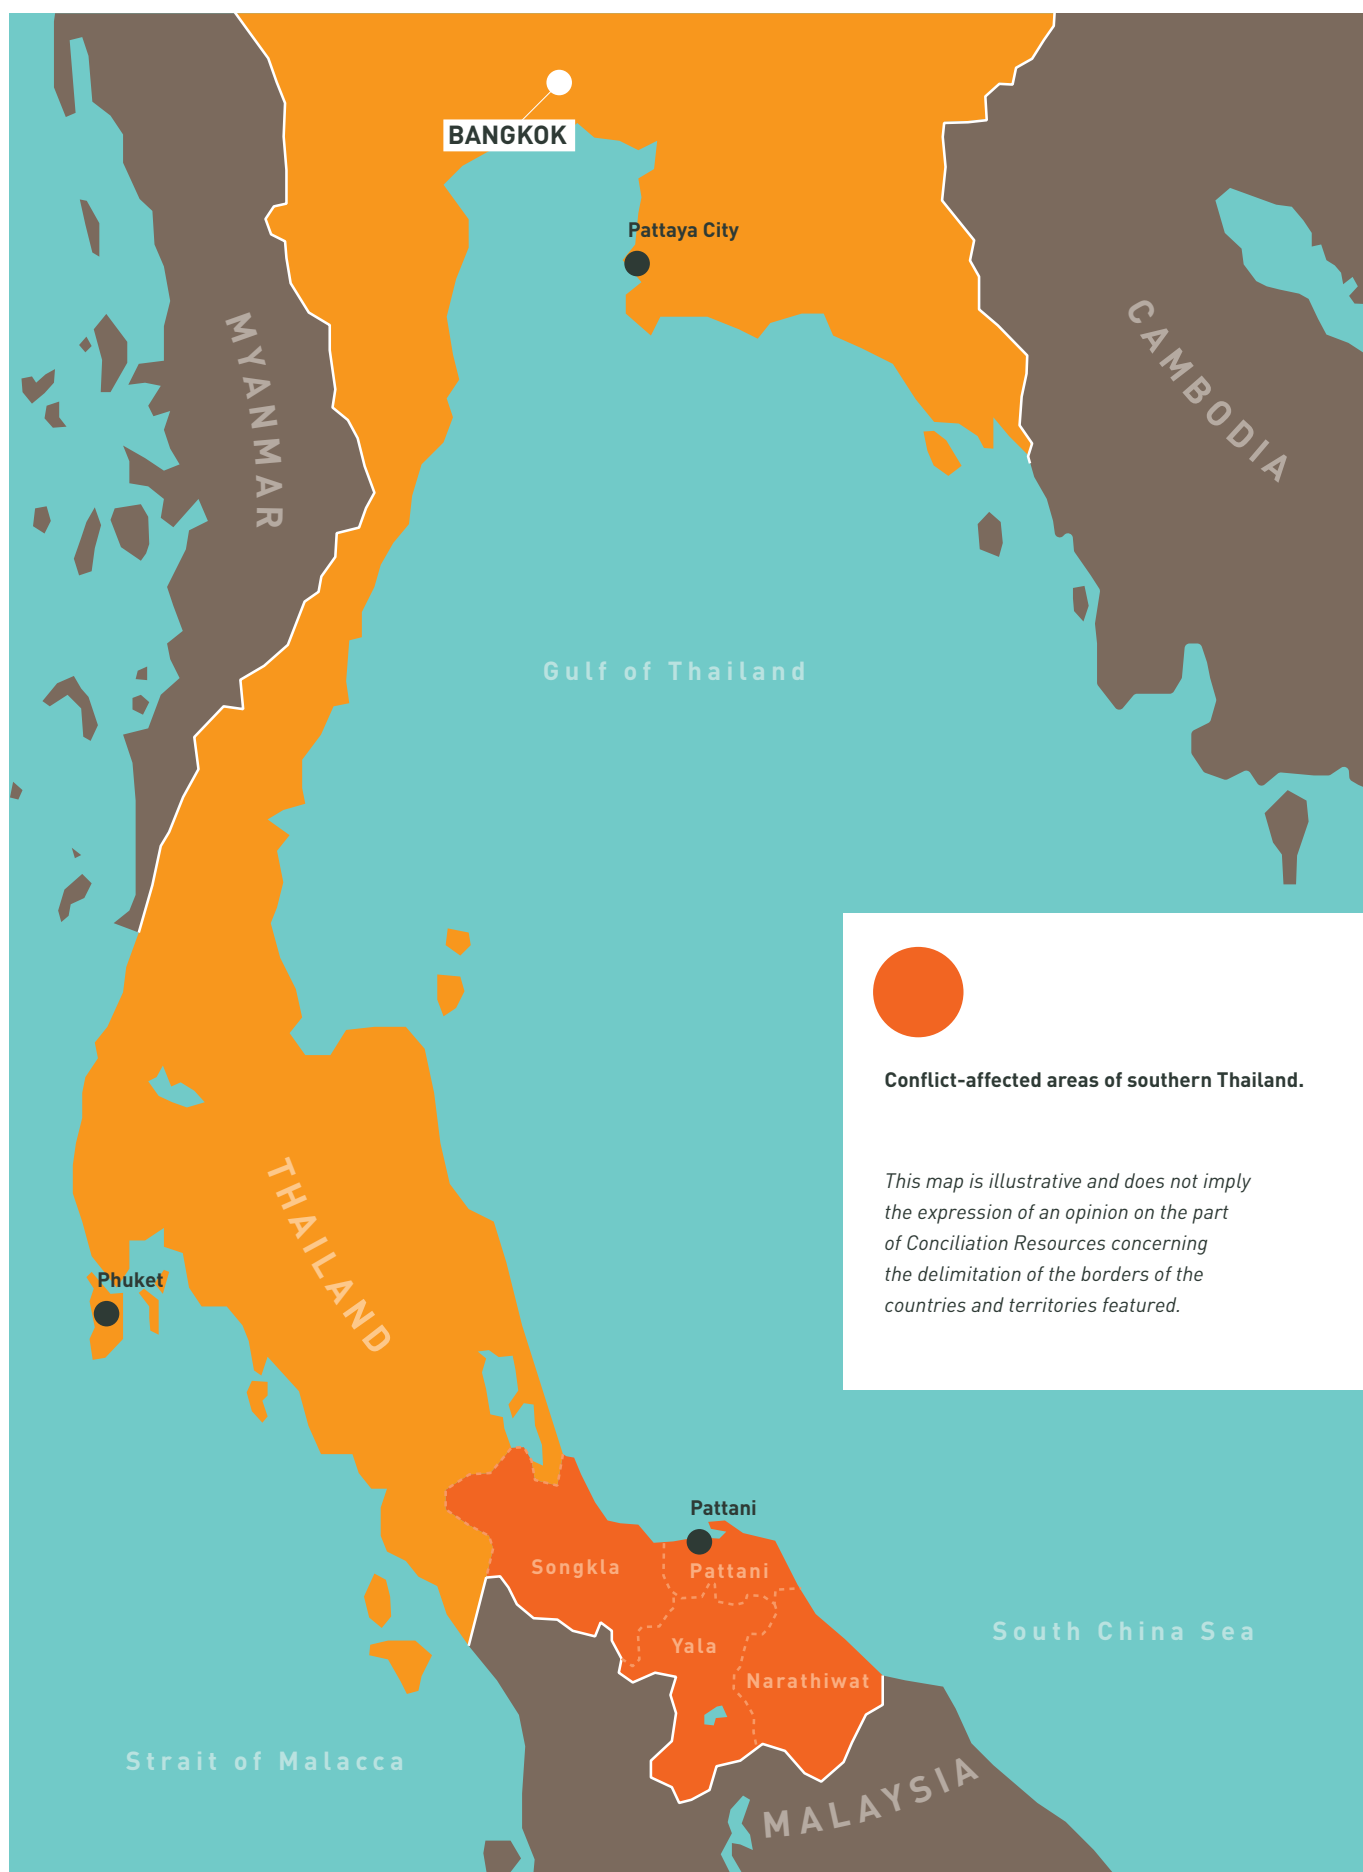 BANGKOK
Pattaya City
MYANMAR
CAMBODIA
Gulf of Thailand
Conflict-affected areas of southern Thailand.
This map is illustrative and does not imply
the expression of an opinion on the part
of Conciliation Resources concerning
the delimitation of the borders of the
countries and territories featured.
THAILAND
Phuket
Pattani
Songkla
Pattani
Yala
Narathiwat
South China Sea
Strait of Malacca
MALAYSIA